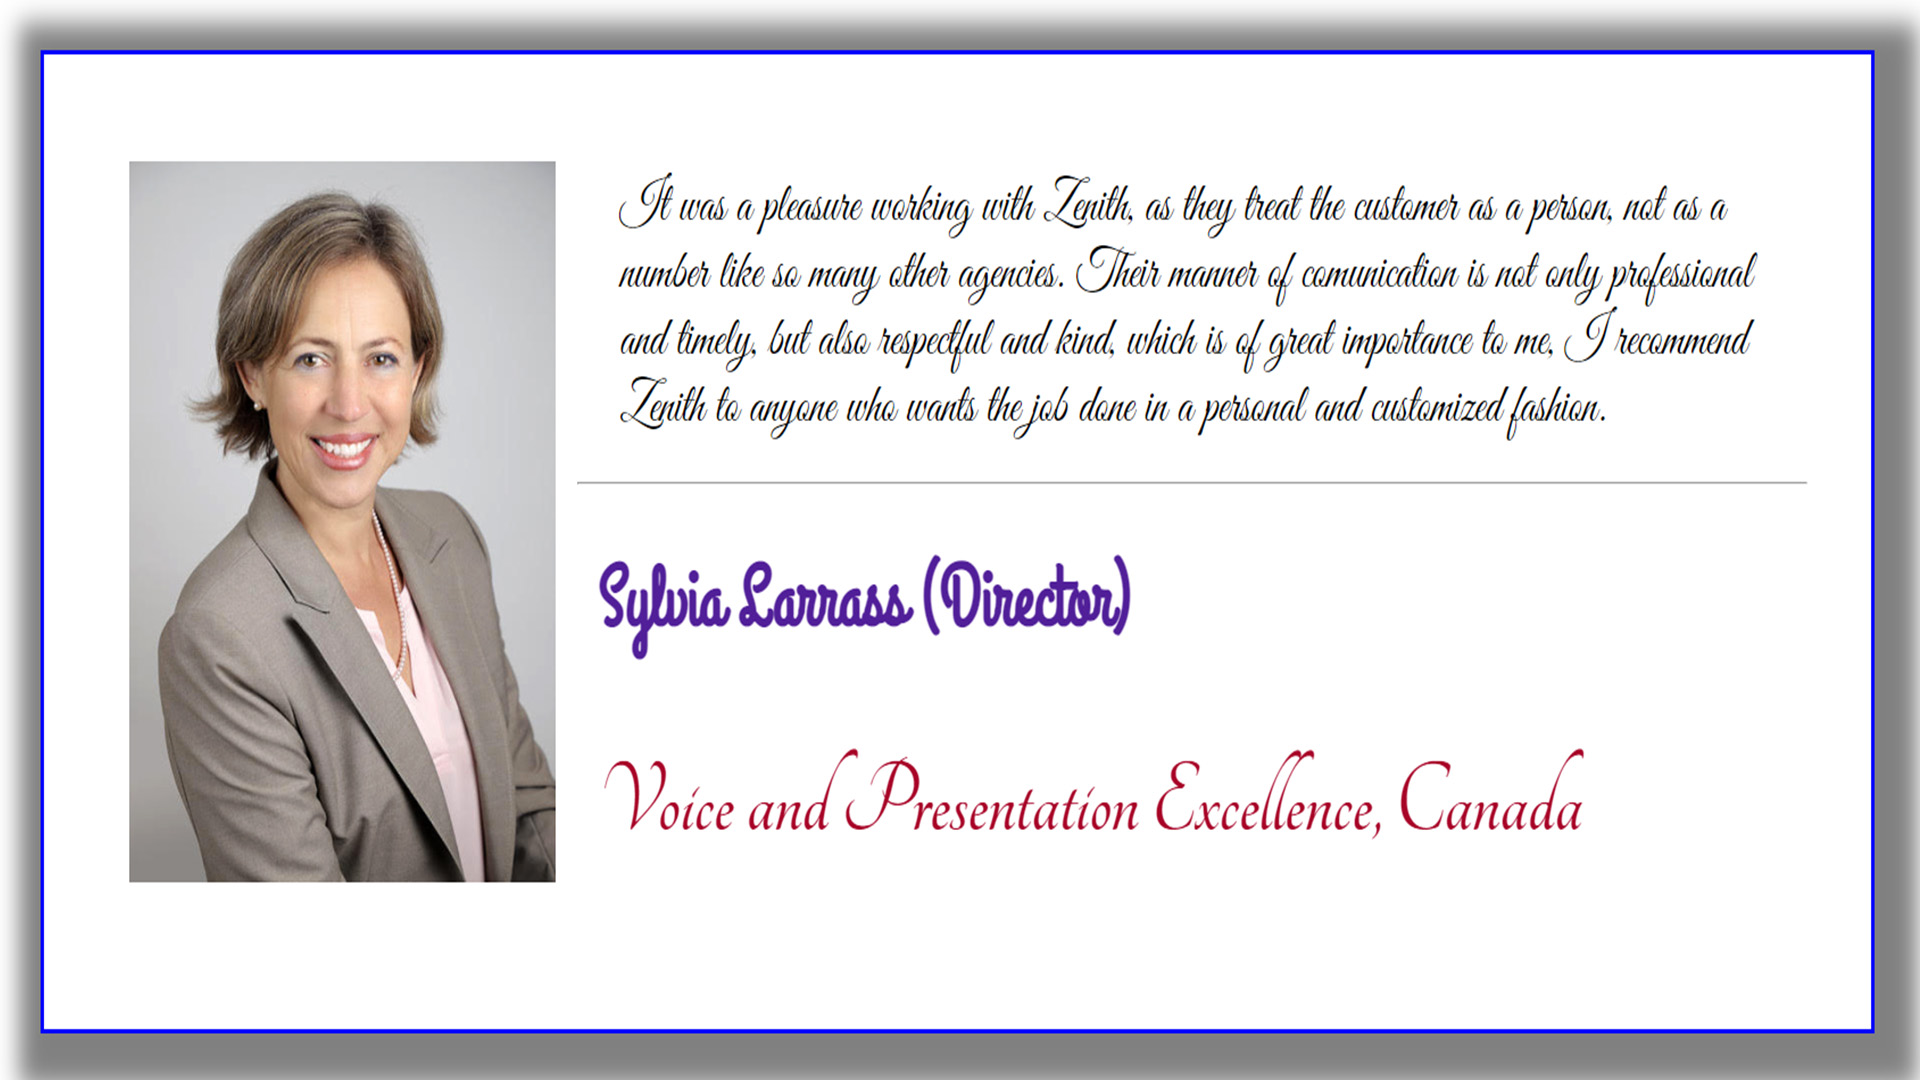 It was a pleasure working with Zenith, as they treat the customer as a person, not as a
number like so many other agencies. Their manner of comunication is not only professional
and timely, but also respectful and kind, which is of great importance to me, I recommend
Zenith to anyone who wants the job done in a personal and customized fashion.
Sylvia Larrass (Director)
Voice and Presentation Excellence, Canada